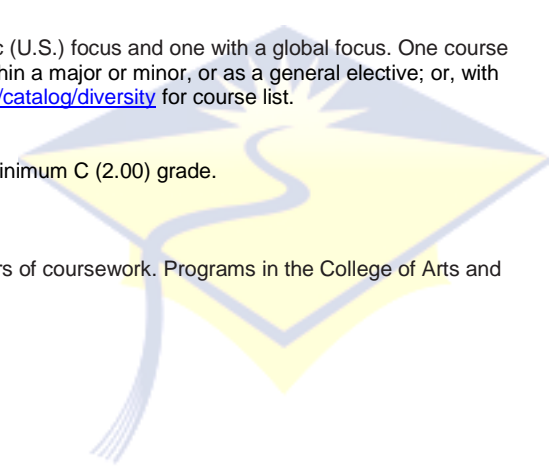 c (U.S.) focus and one with a global focus. One course
hin a major or minor, or as a general elective; or, with
/catalog/diversity for course list.
inimum C (2.00) grade.
rs of coursework. Programs in the College of Arts and